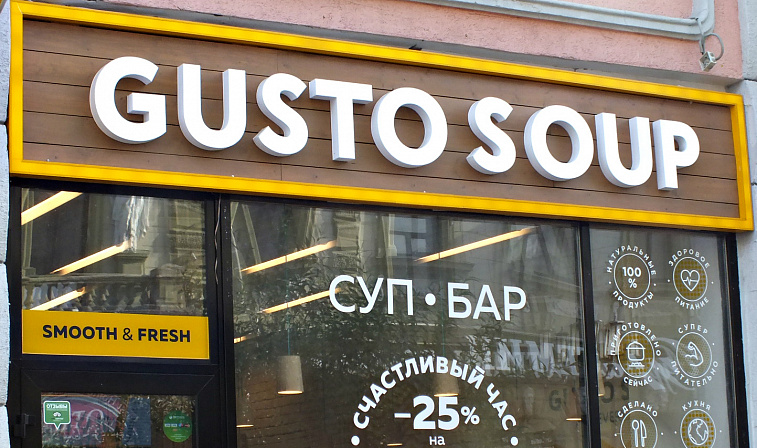 GUSTO SOUP
СУП • БАР
SMOOTH & FRESH
СЧАСТЛИВЫЙ ЧАС
-25%
на
НАТУРАЛЬНЫЕ
100
%
ПРОДУКТЫ
ЗДОРОВОЕ
ПИТАНИЕ
ПРИГОТОВЛЕНО
СЕЙЧАС
СУПЕР
ПИТАТЕЛЬНО
СДЕЛАНО
КУХНЯ
ОТЗЫВЫ